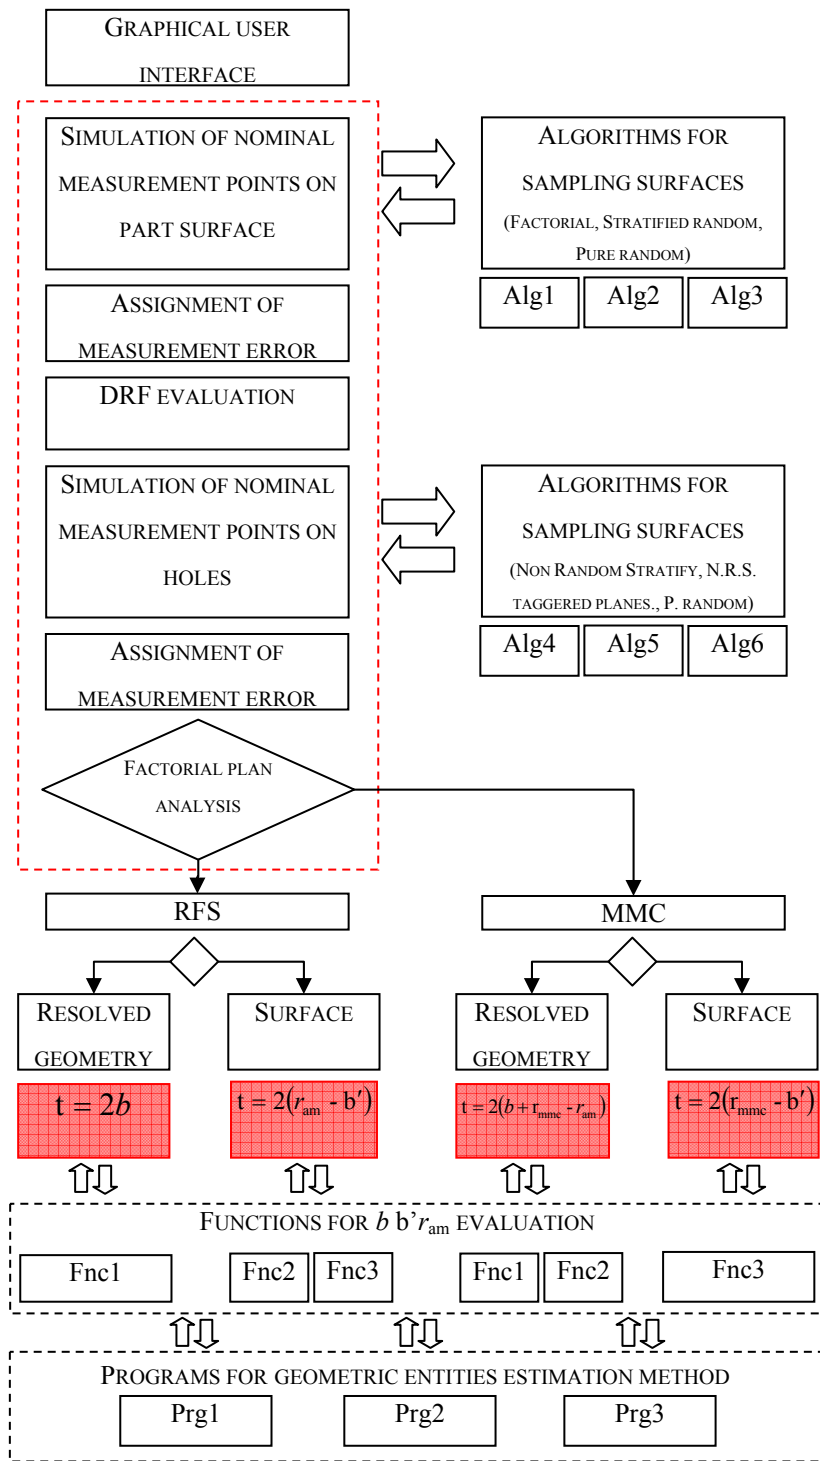 GRAPHICAL USER
INTERFACE
SIMULATION OF NOMINAL
MEASUREMENT POINTS ON
PART SURFACE
ALGORITHMS FOR
SAMPLING SURFACES
(FACTORIAL, STRATIFIED RANDOM,
PURE RANDOM)
Alg1 Alg2 Alg3
ASSIGNMENT OF
MEASUREMENT ERROR
DRF EVALUATION
SIMULATION OF NOMINAL
MEASUREMENT POINTS ON
HOLES
ALGORITHMS FOR
SAMPLING SURFACES
(NON RANDOM STRATIFY, N.R.S.
TAGGERED PLANES., P. RANDOM)
Alg4 Alg5 Alg6
ASSIGNMENT OF
MEASUREMENT ERROR
FACTORIAL PLAN
ANALYSIS
RFS
MMC
RESOLVED
GEOMETRY
SURFACE
RESOLVED
GEOMETRY
SURFACE
t = 2b
t = 2(r_am - b′)
t = 2(b + r_mmc - r_am)
t = 2(r_mmc - b′)
FUNCTIONS FOR b b’r_am EVALUATION
Fnc1 Fnc2 Fnc3 Fnc1 Fnc2 Fnc3
PROGRAMS FOR GEOMETRIC ENTITIES ESTIMATION METHOD
Prg1 Prg2 Prg3